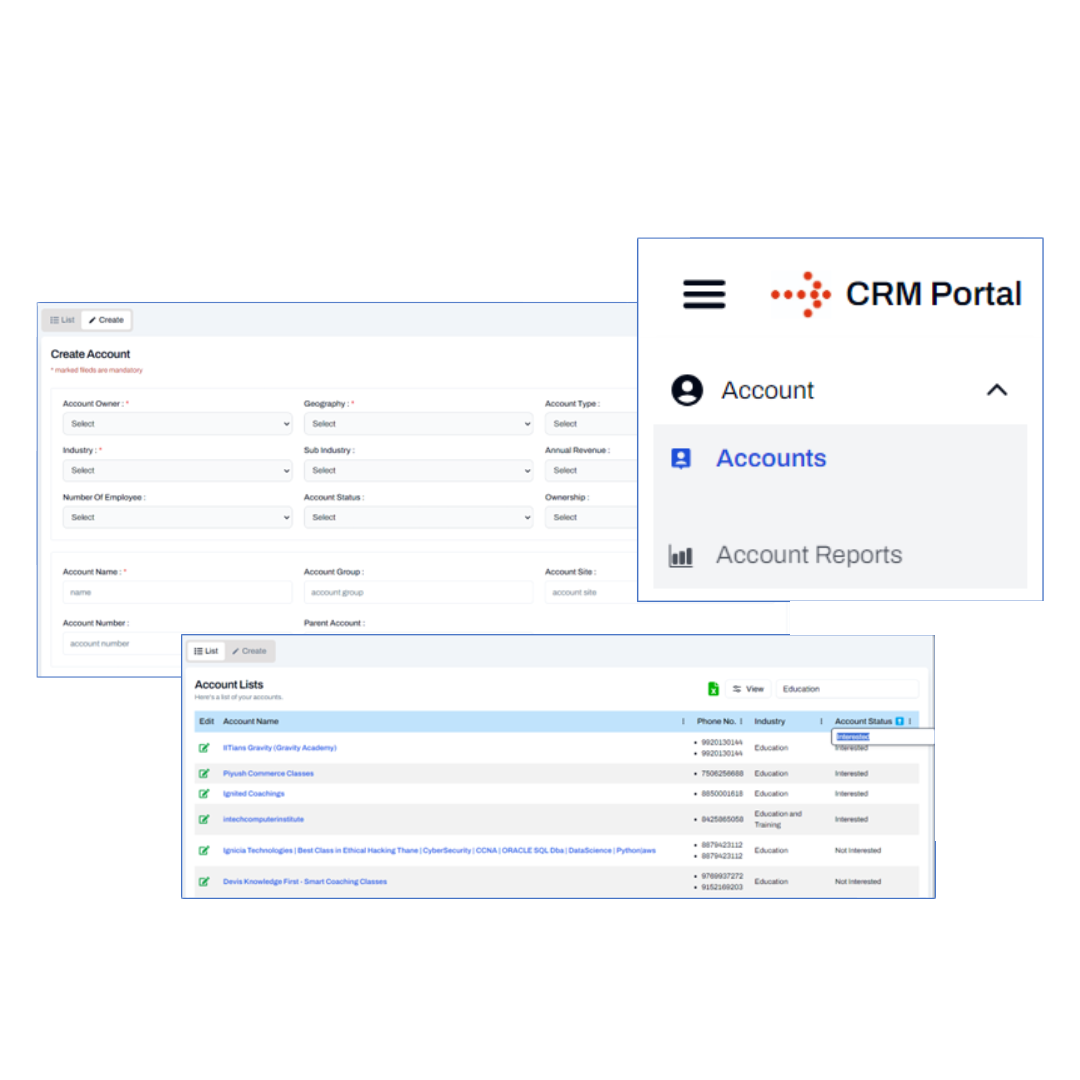 CRM Portal
Account
Accounts
Account Reports
List Create
Create Account
* marked fileds are mandatory
Account Owner : * Geography : * Account Type :
Select Select Select
Industry : * Sub Industry : Annual Revenue :
Select Select Select
Number Of Employee : Account Status : Ownership :
Select Select Select
Account Name : * Account Group : Account Site :
name account group account site
Account Number : Parent Account :
account number
List Create
Account Lists
Here's a list of your accounts.
View Education
Edit Account Name Phone No. Industry Account Status
Interested
IITians Gravity (Gravity Academy) 9920130144 Education Interested
9920130144
Piyush Commerce Classes 7506256688 Education Interested
Ignited Coachings 8850001618 Education Interested
intechcomputerinstitute 8425865058 Education and Training Interested
Ignicia Technologies | Best Class in Ethical Hacking Thane | CyberSecurity | CCNA | ORACLE SQL Dba | DataScience | Python|aws 8879423112 Education Not Interested
8879423112
Devis Knowledge First - Smart Coaching Classes 9769937272 Education Not Interested
9152169203